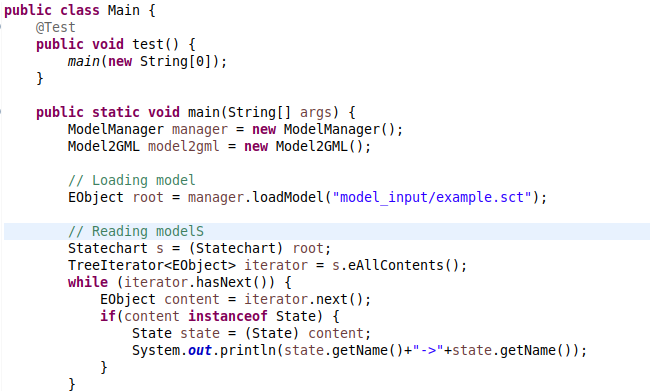 public class Main {
    @Test
    public void test() {
        main(new String[0]);
    }

    public static void main(String[] args) {
        ModelManager manager = new ModelManager();
        Model2GML model2gml = new Model2GML();

        // Loading model
        EObject root = manager.loadModel("model_input/example.sct");

        // Reading modelS
        Statechart s = (Statechart) root;
        TreeIterator<EObject> iterator = s.eAllContents();
        while (iterator.hasNext()) {
            EObject content = iterator.next();
            if(content instanceof State) {
                State state = (State) content;
                System.out.println(state.getName()+"->"+state.getName());
            }
        }